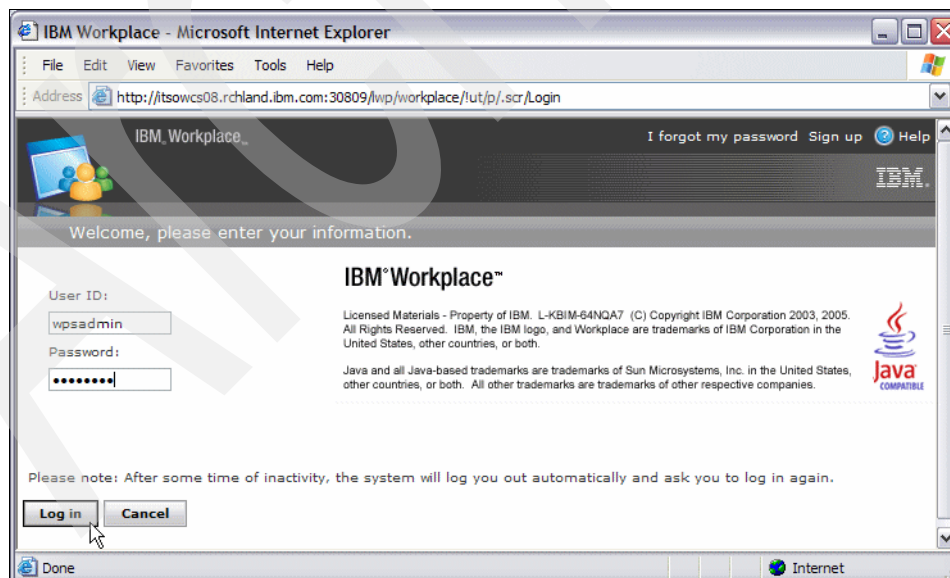 IBM Workplace - Microsoft Internet Explorer
File Edit View Favorites Tools Help
Address http://itsowcs08.rchland.ibm.com:30809/lwp/workplace/!ut/p/.scr/Login
IBM Workplace™
I forgot my password Sign up ? Help
IBM.
Welcome, please enter your information.
IBM Workplace™
User ID:
wpsadmin
Password:
••••••••
Licensed Materials - Property of IBM. L-KBIM-64NQA7 (C) Copyright IBM Corporation 2003, 2005.
All Rights Reserved. IBM, the IBM logo, and Workplace are trademarks of IBM Corporation in the
United States, other countries, or both.
Java and all Java-based trademarks are trademarks of Sun Microsystems, Inc. in the United States,
other countries, or both. All other trademarks are trademarks of other respective companies.
Java
COMPATIBLE
Please note: After some time of inactivity, the system will log you out automatically and ask you to log in again.
Log in Cancel
Done Internet